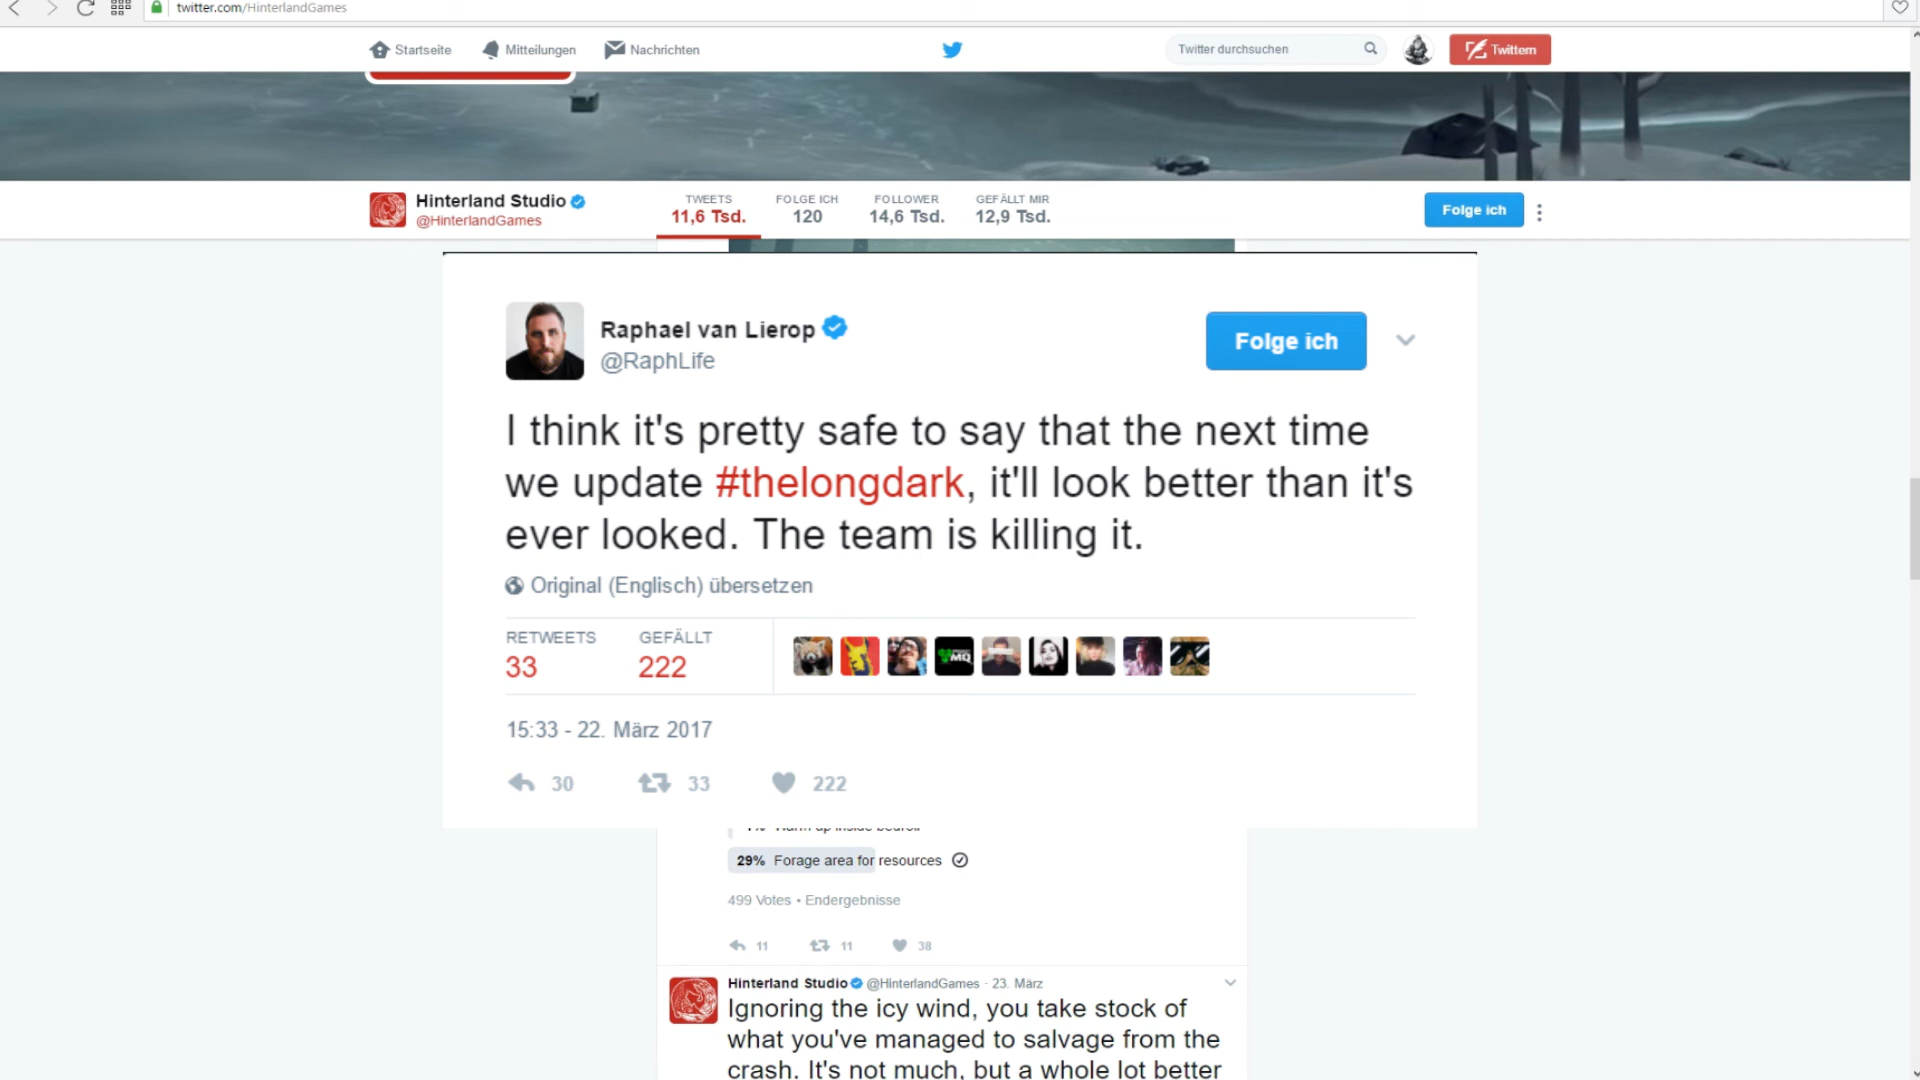 twitter.com/HinterlandGames
Startseite
Mitteilungen
Nachrichten
Twitter durchsuchen
Twittern
Hinterland Studio
@HinterlandGames
TWEETS
11,6 Tsd.
FOLGE ICH
120
FOLLOWER
14,6 Tsd.
GEFÄLLT MIR
12,9 Tsd.
Folge ich
Raphael van Lierop
@RaphLife
Folge ich
I think it's pretty safe to say that the next time
we update #thelongdark, it'll look better than it's
ever looked. The team is killing it.
Original (Englisch) übersetzen
RETWEETS
33
GEFÄLLT
222
MQ
15:33 - 22. März 2017
30
33
222
29% Forage area for resources
499 Votes • Endergebnisse
11
11
38
Hinterland Studio @HinterlandGames · 23. März
Ignoring the icy wind, you take stock of
what you've managed to salvage from the
crash. It's not much, but a whole lot better